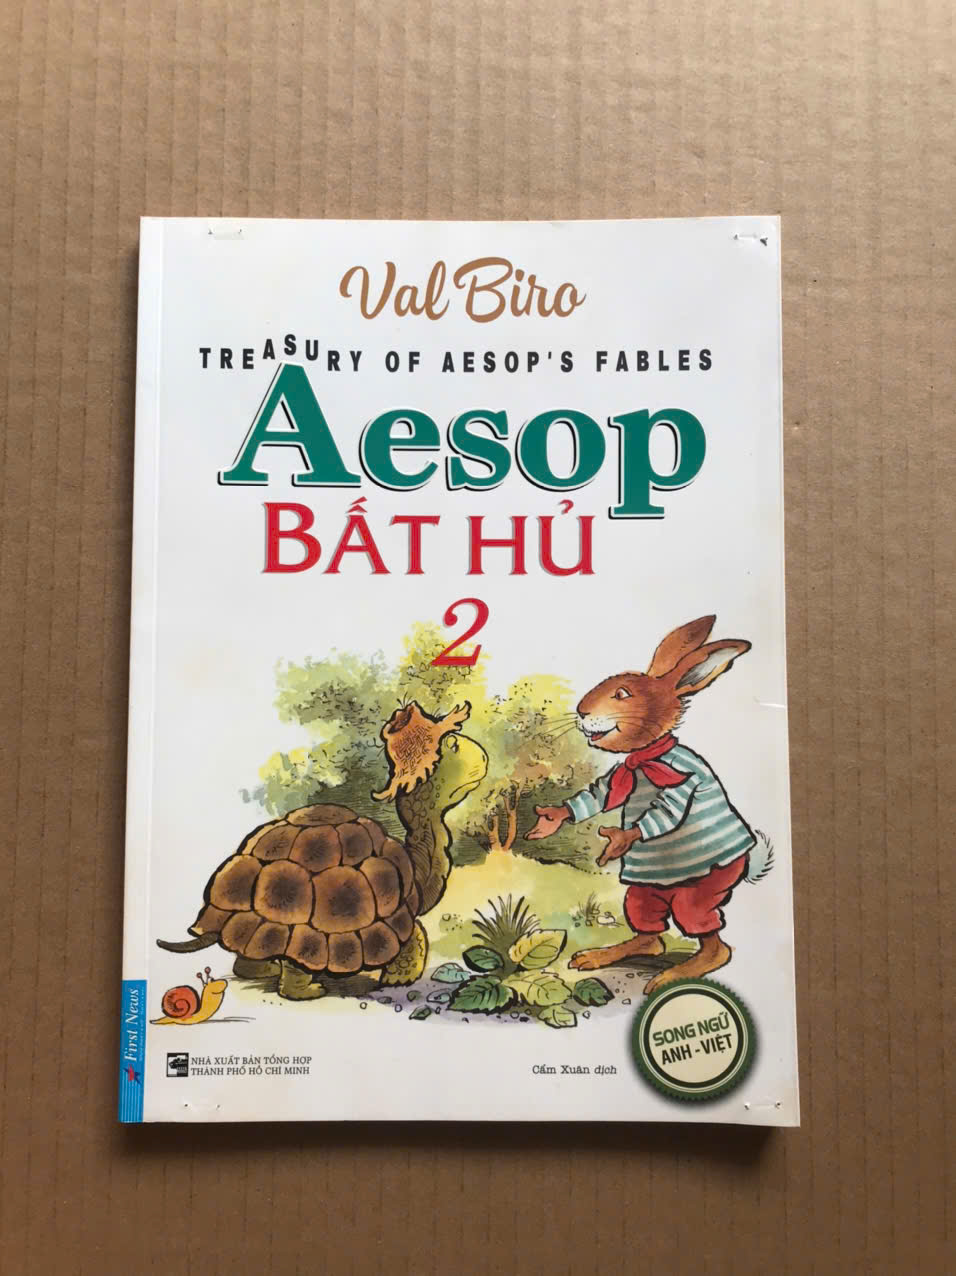 Val Biro
TREASURY OF AESOP'S FABLES
Aesop
BẤT HỦ
2
First News
SONG NGỮ
ANH - VIỆT
NHÀ XUẤT BẢN TỔNG HỢP
THÀNH PHỐ HỒ CHÍ MINH
Cẩm Xuân dịch